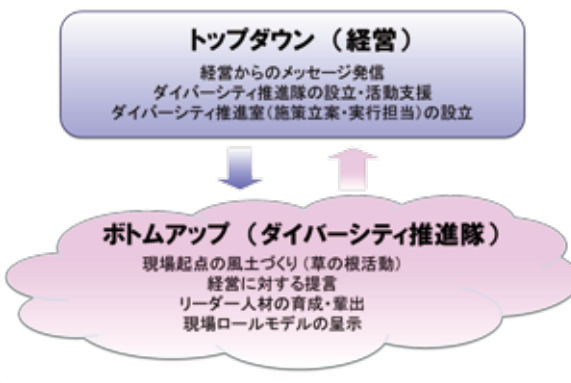 トップダウン （経営）
経営からのメッセージ発信
ダイバーシティ推進隊の設立・活動支援
ダイバーシティ推進室（施策立案・実行担当）の設立
ボトムアップ （ダイバーシティ推進隊）
現場起点の風土づくり（草の根活動）
経営に対する提言
リーダー人材の育成・輩出
現場ロールモデルの呈示